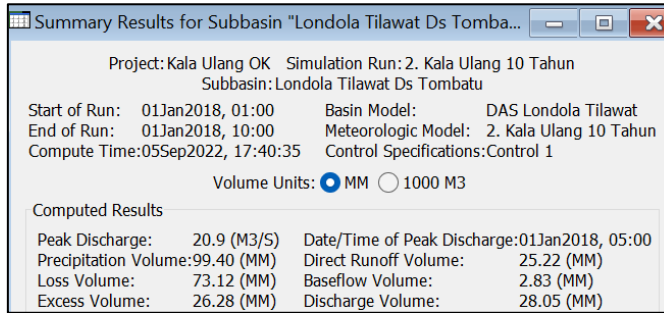 Summary Results for Subbasin "Londola Tilawat Ds Tomba...
Project: Kala Ulang OK Simulation Run: 2. Kala Ulang 10 Tahun
Subbasin: Londola Tilawat Ds Tombatu
Start of Run: 01Jan2018, 01:00 Basin Model: DAS Londola Tilawat
End of Run: 01Jan2018, 10:00 Meteorologic Model: 2. Kala Ulang 10 Tahun
Compute Time:05Sep2022, 17:40:35 Control Specifications:Control 1
Volume Units: MM 1000 M3
Computed Results
Peak Discharge: 20.9 (M3/S) Date/Time of Peak Discharge:01Jan2018, 05:00
Precipitation Volume:99.40 (MM) Direct Runoff Volume: 25.22 (MM)
Loss Volume: 73.12 (MM) Baseflow Volume: 2.83 (MM)
Excess Volume: 26.28 (MM) Discharge Volume: 28.05 (MM)